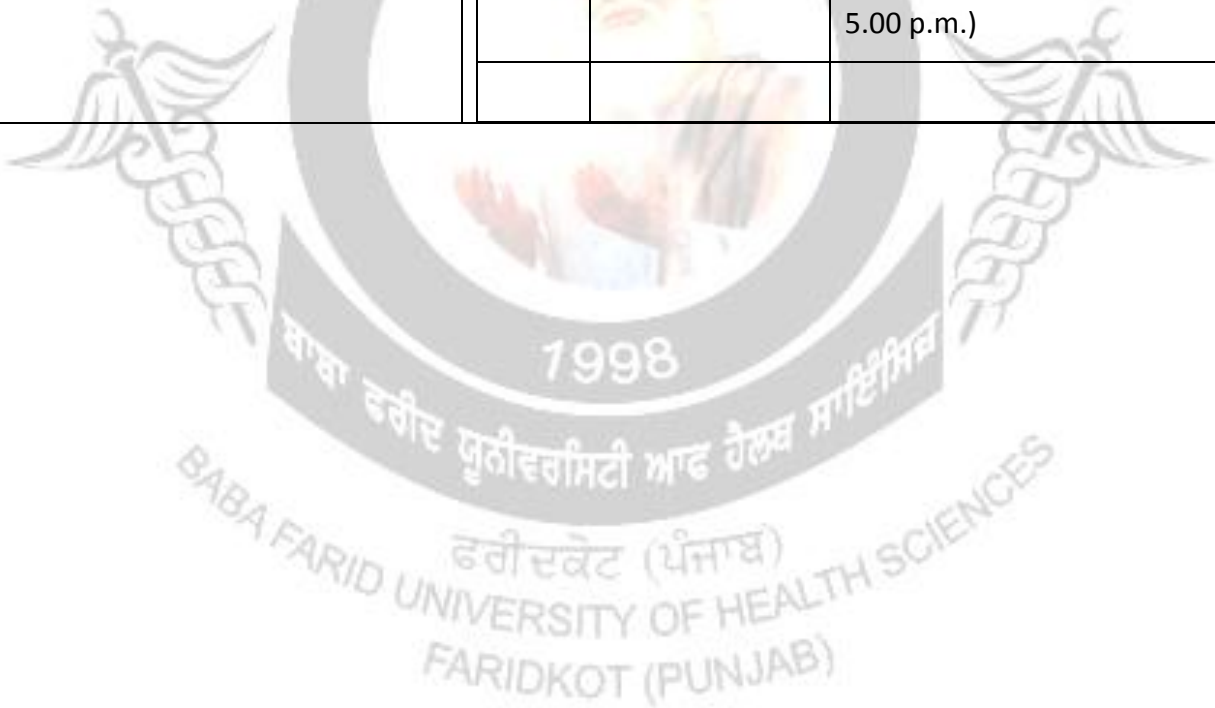 5.00 p.m.)
1998
ਬਾਬਾ ਫਰੀਦ ਯੂਨੀਵਰਸਿਟੀ ਆਫ ਹੈਲਥ ਸਾਇੰਸਿਜ਼
ਫਰੀਦਕੋਟ (ਪੰਜਾਬ)
BABA FARID UNIVERSITY OF HEALTH SCIENCES
FARIDKOT (PUNJAB)